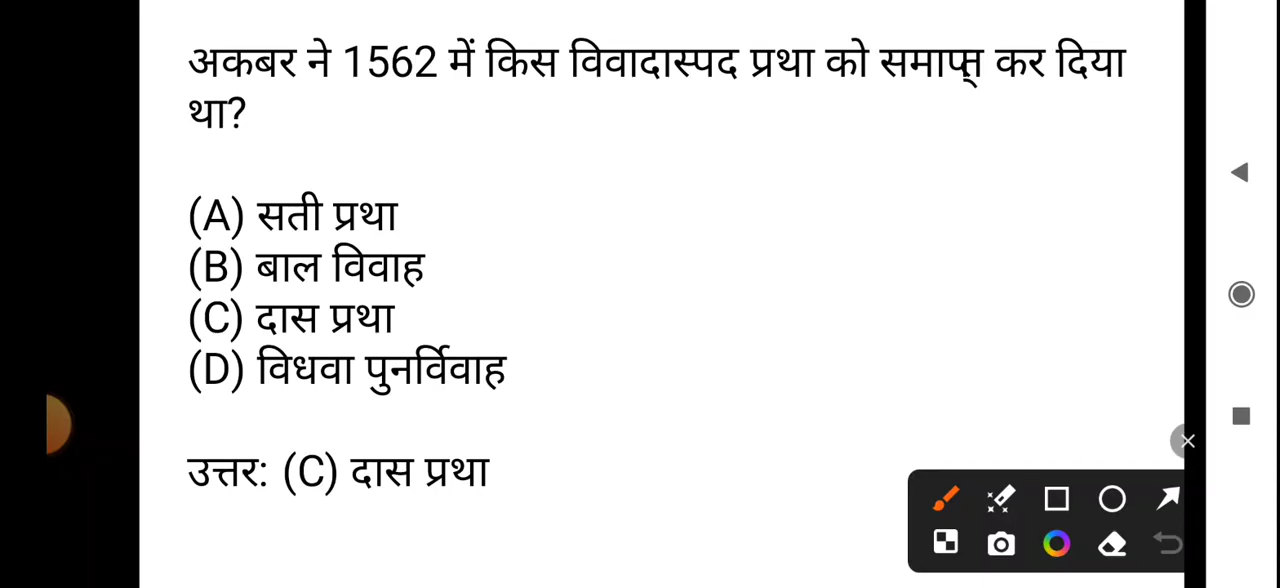 अकबर ने 1562 में किस विवादास्पद प्रथा को समाप्त कर दिया
था?
(A) सती प्रथा
(B) बाल विवाह
(C) दास प्रथा
(D) विधवा पुनर्विवाह
उत्तर: (C) दास प्रथा